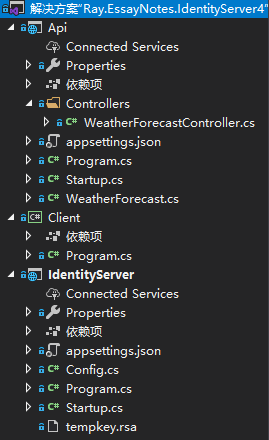 解决方案"Ray.EssayNotes.IdentityServer4"
Api
Connected Services
Properties
依赖项
Controllers
C# WeatherForecastController.cs
appsettings.json
C# Program.cs
C# Startup.cs
C# WeatherForecast.cs
C# Client
依赖项
C# Program.cs
IdentityServer
Connected Services
Properties
依赖项
appsettings.json
C# Config.cs
C# Program.cs
C# Startup.cs
tempkey.rsa